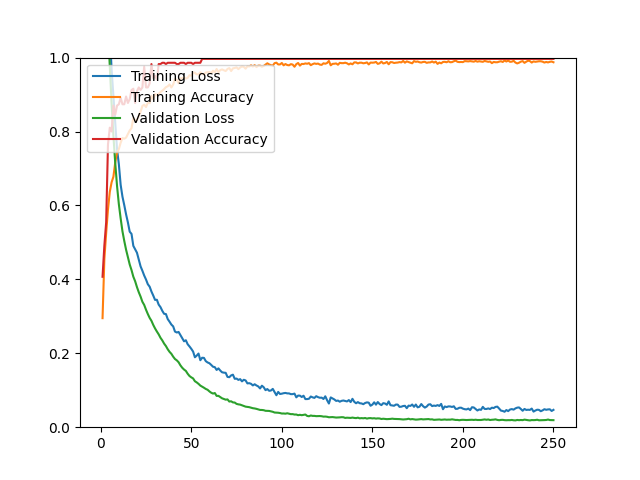 1.0
0.8
0.6
0.4
0.2
0.0
Training Loss
Training Accuracy
Validation Loss
Validation Accuracy
0 50 100 150 200 250